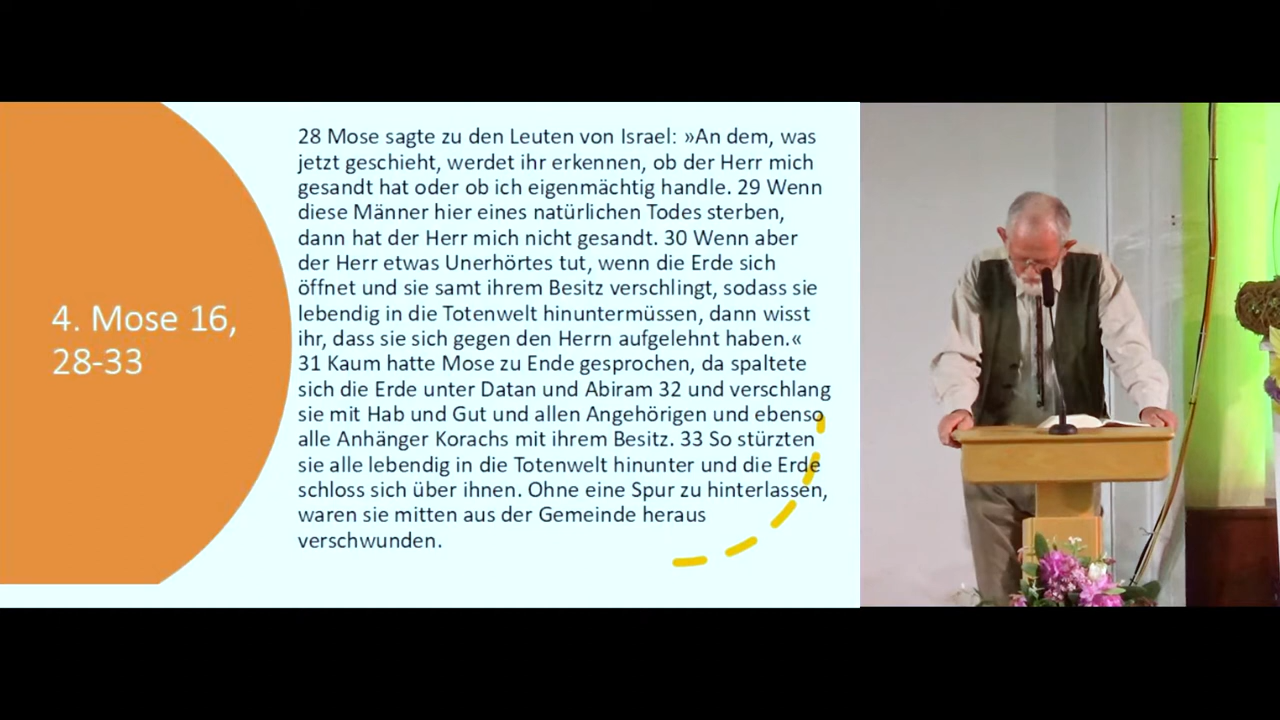 4. Mose 16,
28-33
28 Mose sagte zu den Leuten von Israel: »An dem, was
jetzt geschieht, werdet ihr erkennen, ob der Herr mich
gesandt hat oder ob ich eigenmächtig handle. 29 Wenn
diese Männer hier eines natürlichen Todes sterben,
dann hat der Herr mich nicht gesandt. 30 Wenn aber
der Herr etwas Unerhörtes tut, wenn die Erde sich
öffnet und sie samt ihrem Besitz verschlingt, sodass sie
lebendig in die Totenwelt hinuntermüssen, dann wisst
ihr, dass sie sich gegen den Herrn aufgelehnt haben.«
31 Kaum hatte Mose zu Ende gesprochen, da spaltete
sich die Erde unter Datan und Abiram 32 und verschlang
sie mit Hab und Gut und allen Angehörigen und ebenso
alle Anhänger Korachs mit ihrem Besitz. 33 So stürzten
sie alle lebendig in die Totenwelt hinunter und die Erde
schloss sich über ihnen. Ohne eine Spur zu hinterlassen,
waren sie mitten aus der Gemeinde heraus
verschwunden.